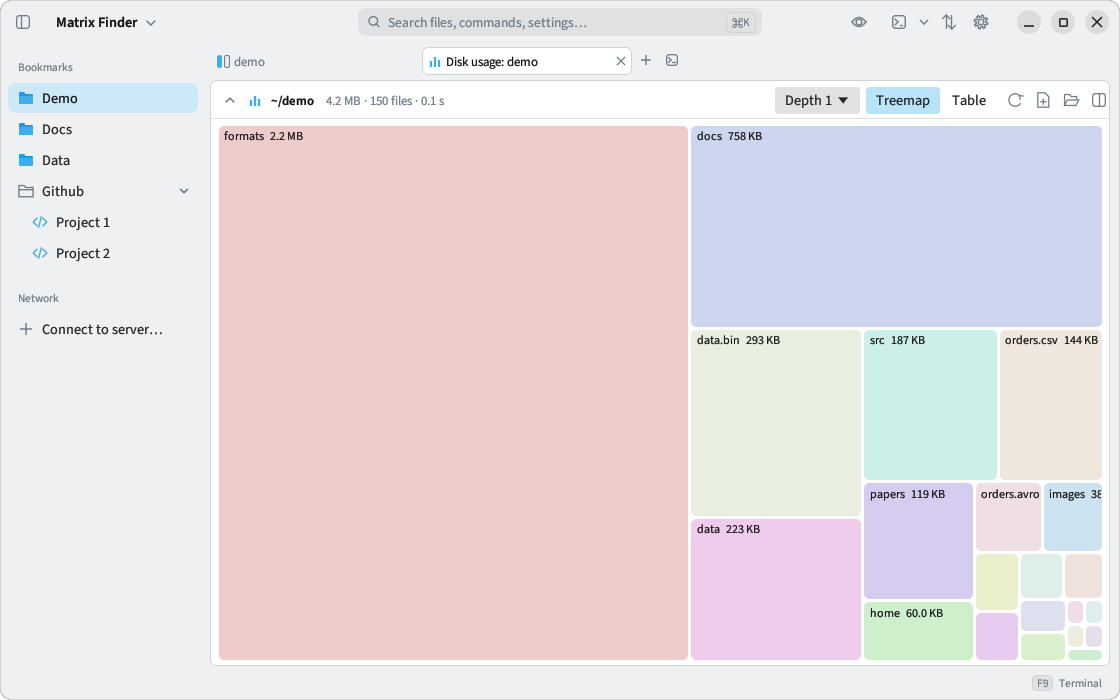 Matrix Finder
Search files, commands, settings…
⌘K
Bookmarks
Demo
Docs
Data
Github
Project 1
Project 2
Network
Connect to server…
demo
Disk usage: demo
~/demo 4.2 MB · 150 files · 0.1 s
Depth 1
Treemap
Table
formats 2.2 MB
docs 758 KB
data.bin 293 KB
src 187 KB
orders.csv 144 KB
papers 119 KB
orders.avro
images 38
data 223 KB
home 60.0 KB
F9 Terminal